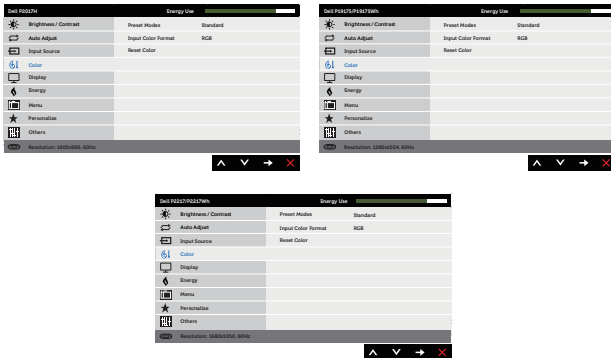 Dell P2017H Energy Use
Brightness / Contrast Preset Modes Standard
Auto Adjust Input Color Format RGB
Input Source Reset Color
Color
Display
Energy
Menu
Personalize
Others
Resolution: 1600x900, 60Hz
Dell P1917S/P1917SWh Energy Use
Brightness / Contrast Preset Modes Standard
Auto Adjust Input Color Format RGB
Input Source Reset Color
Color
Display
Energy
Menu
Personalize
Others
Resolution: 1280x1024, 60Hz
Dell P2217/P2217Wh Energy Use
Brightness / Contrast Preset Modes Standard
Auto Adjust Input Color Format RGB
Input Source Reset Color
Color
Display
Energy
Menu
Personalize
Others
Resolution: 1680x1050, 60Hz